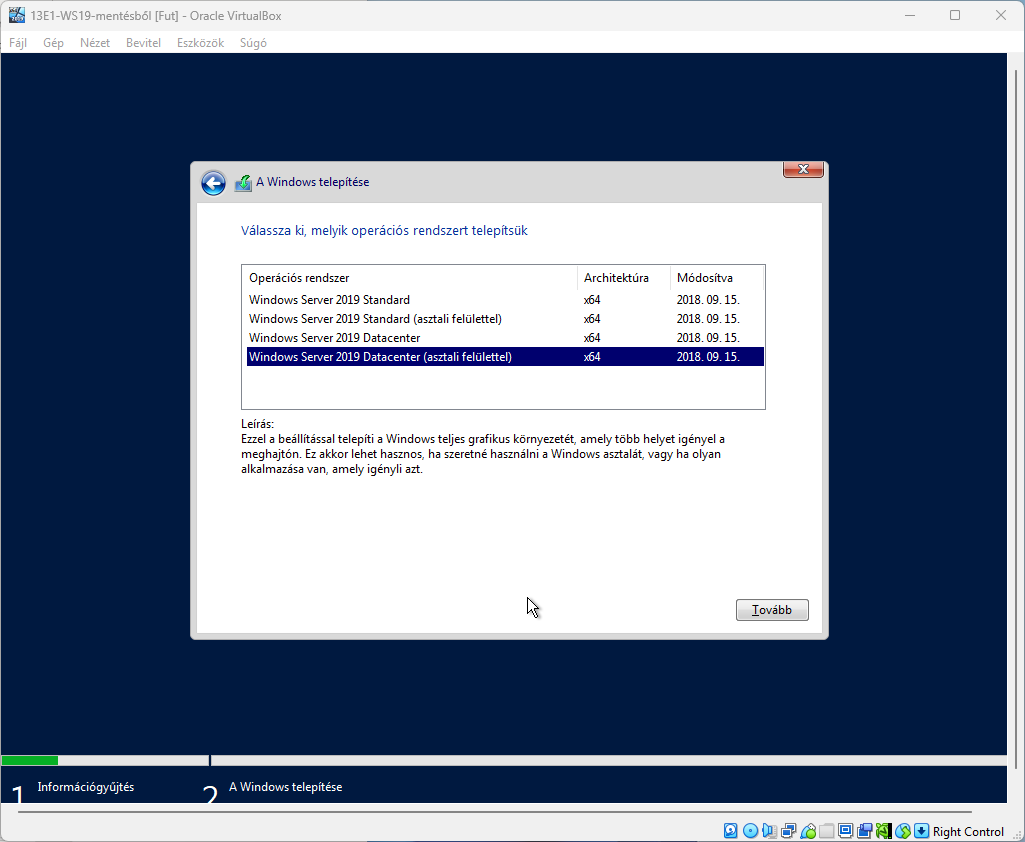 13E1-WS19-mentésből [Fut] - Oracle VirtualBox
Fájl Gép Nézet Bevitel Eszközök Súgó
A Windows telepítése
Válassza ki, melyik operációs rendszert telepítsük
Operációs rendszer Architektúra Módosítva
Windows Server 2019 Standard x64 2018. 09. 15.
Windows Server 2019 Standard (asztali felülettel) x64 2018. 09. 15.
Windows Server 2019 Datacenter x64 2018. 09. 15.
Windows Server 2019 Datacenter (asztali felülettel) x64 2018. 09. 15.
Leírás:
Ezzel a beállítással telepíti a Windows teljes grafikus környezetét, amely több helyet igényel a
meghajtón. Ez akkor lehet hasznos, ha szeretné használni a Windows asztalát, vagy ha olyan
alkalmazása van, amely igényli azt.
Tovább
1 Információgyűjtés 2 A Windows telepítése
Right Control